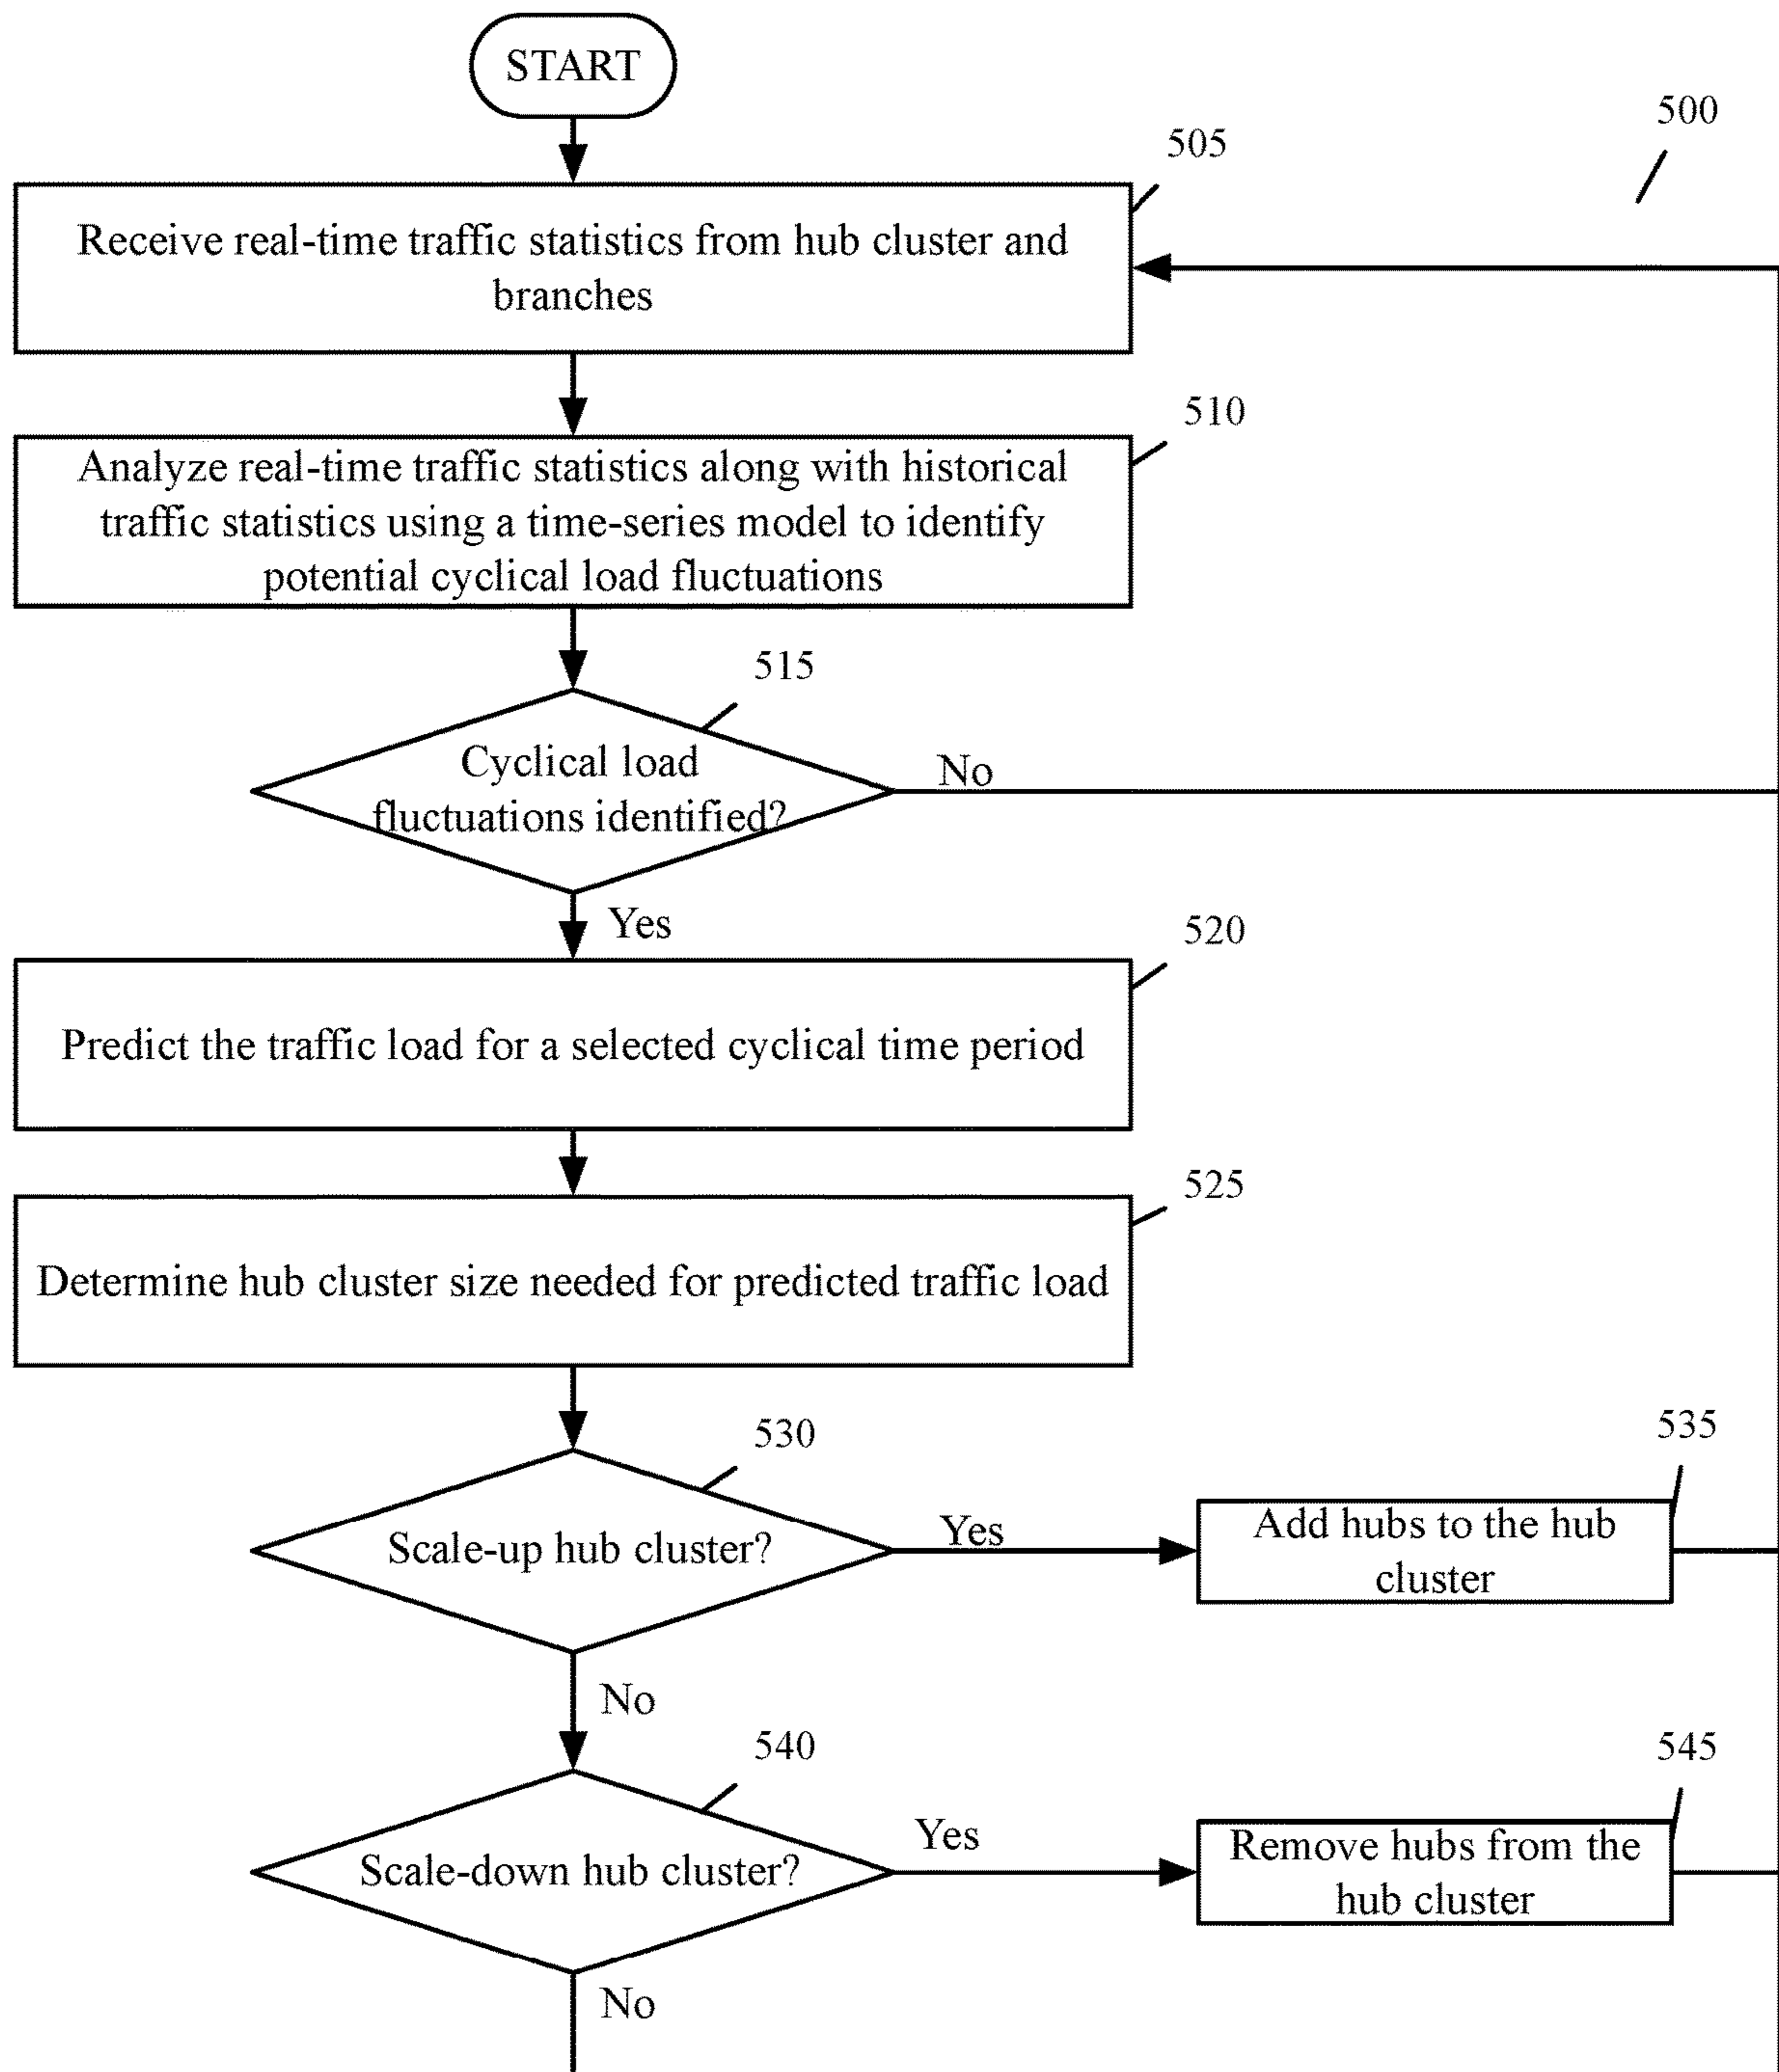 START
500
505
Receive real-time traffic statistics from hub cluster and
branches
510
Analyze real-time traffic statistics along with historical
traffic statistics using a time-series model to identify
potential cyclical load fluctuations
515
Cyclical load
fluctuations identified?
No
Yes
520
Predict the traffic load for a selected cyclical time period
525
Determine hub cluster size needed for predicted traffic load
530
Scale-up hub cluster?
Yes
535
Add hubs to the hub
cluster
No
540
Scale-down hub cluster?
Yes
545
Remove hubs from the
hub cluster
No